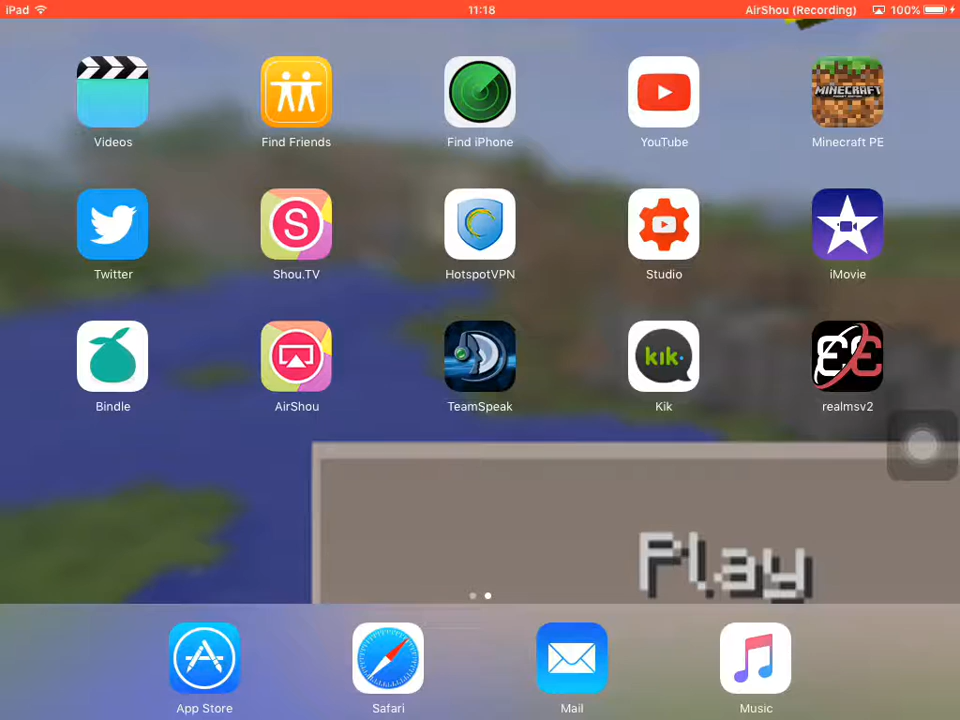 iPad 11:18 AirShou (Recording) 100%
Videos Find Friends Find iPhone YouTube Minecraft PE
MINECRAFT
Twitter Shou.TV HotspotVPN Studio iMovie
S
Bindle AirShou TeamSpeak Kik realmsv2
kik.
Play
App Store Safari Mail Music